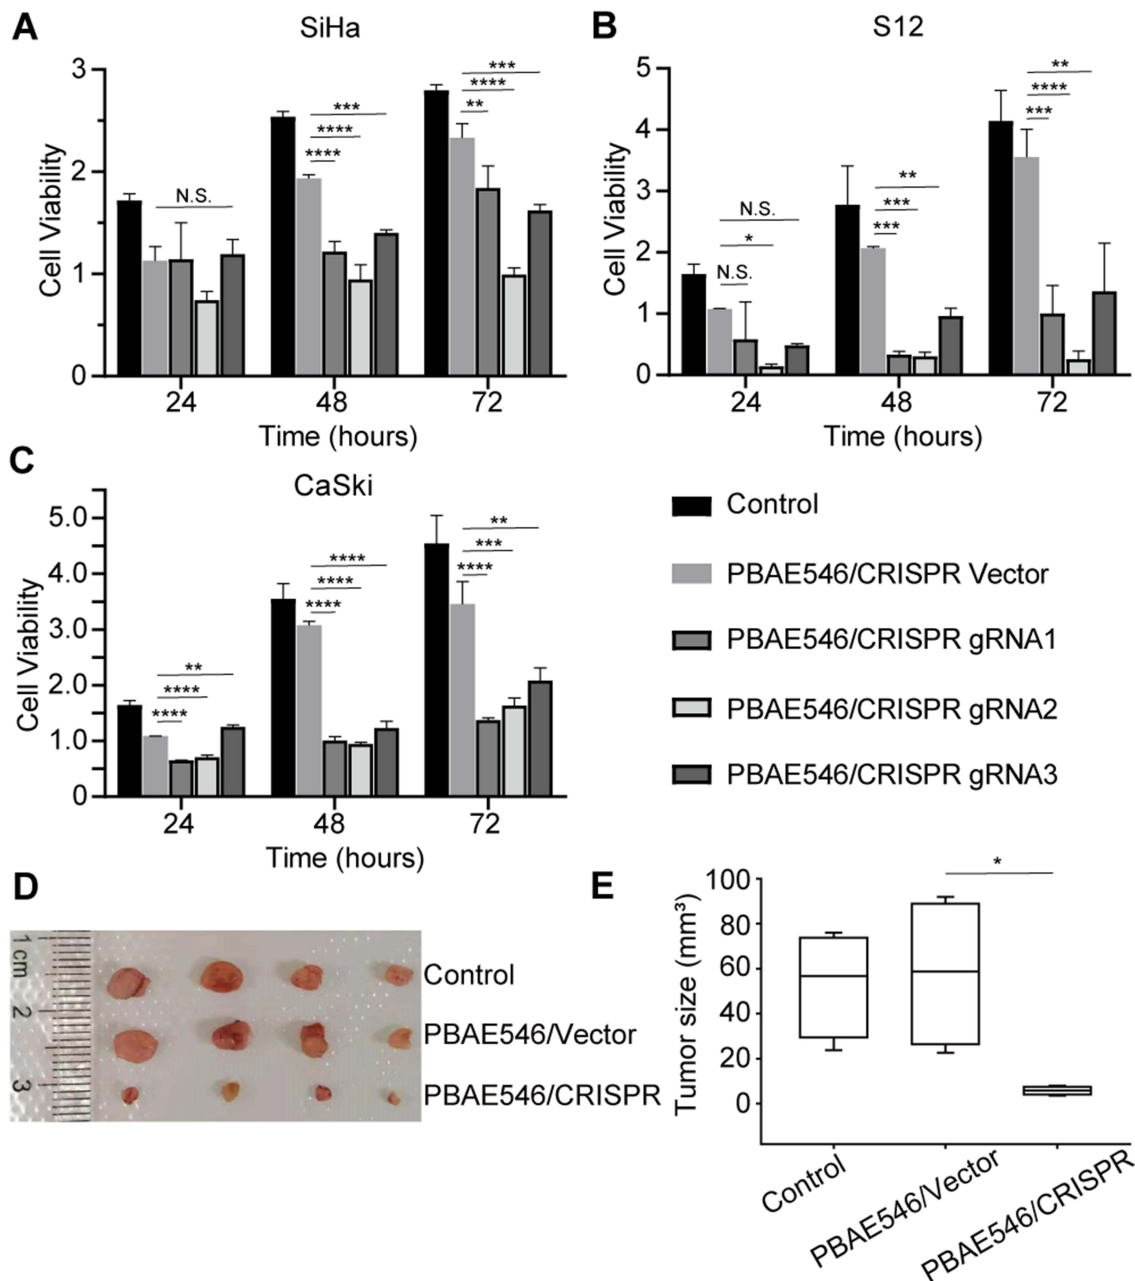 A
SiHa
Cell Viability
3
2
1
0
N.S.
***
****
****
***
****
**
24
48
72
Time (hours)
B
S12
Cell Viability
5
4
3
2
1
0
N.S.
*
N.S.
**
***
***
**
****
***
24
48
72
Time (hours)
C
CaSki
Cell Viability
5.0
4.0
3.0
2.0
1.0
0
**
****
****
****
****
****
**
***
****
24
48
72
Time (hours)
Control
PBAE546/CRISPR Vector
PBAE546/CRISPR gRNA1
PBAE546/CRISPR gRNA2
PBAE546/CRISPR gRNA3
D
1 cm
2
3
Control
PBAE546/Vector
PBAE546/CRISPR
E
Tumor size (mm³)
100
80
60
40
20
0
*
Control
PBAE546/Vector
PBAE546/CRISPR